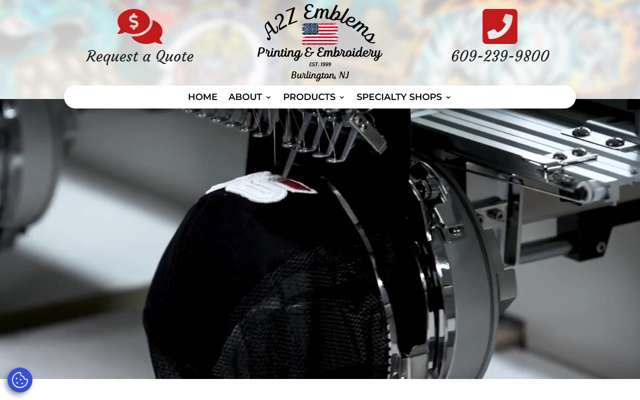 Request a Quote
A2Z Emblems
Printing & Embroidery
EST. 1999
Burlington, NJ
609-239-9800
HOME
ABOUT
PRODUCTS
SPECIALTY SHOPS